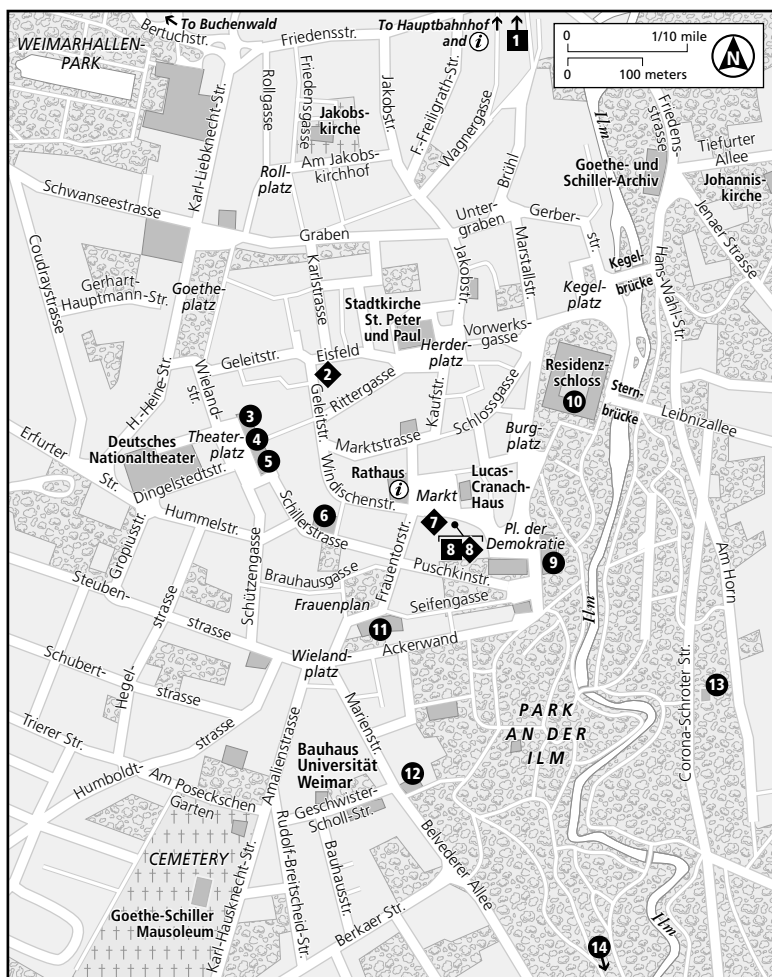 To Buchenwald
Bertuchstr.
WEIMARHALLEN-
PARK
Friedensstr.
To Hauptbahnhof
and i
1
0 1/10 mile
0 100 meters
N
Karl-Liebknecht-Str.
Rollgasse
Friedensgasse
Jakobstr.
F.-Freiligrath-Str.
Wagnergasse
Ilm
Friedens-
strasse
Jakobs-
kirche
Am Jakobs-
kirchhof
Roll-
platz
Brühl
Goethe- und
Schiller-Archiv
Tiefurter
Allee
Johannis-
kirche
Jenaer Strasse
Schwanseestrasse
Graben
Unter-
graben
Gerber-
str.
Kegel-
brücke
Hans-Wahl-Str.
Coudraystrasse
Gerhart-
Hauptmann-Str.
Goethe-
platz
Karlstrasse
Jakobstr.
Marstallstr.
Kegel-
platz
Stadtkirche
St. Peter
und Paul
Herder-
platz
Vorwerks-
gasse
Geleitstr.
Eisfeld
2
Geleitstr.
Rittergasse
Kaufstr.
Schlossgasse
Residenz-
schloss
10
Stern-
brücke
Leibnizallee
H.-Heine-Str.
Wieland-
str.
3
4
5
Theater-
platz
Deutsches
Nationaltheater
Dingelstedtstr.
Erfurter
Str.
Marktstrasse
Burg-
platz
Rathaus
i
Markt
Lucas-
Cranach-
Haus
Windischenstr.
6
Schillerstrasse
7
8 8
Pl. der
Demokratie
9
Am Horn
Gropiusstr.
Hummelstr.
Schützengasse
Brauhausgasse
Frauentorstr.
Puschkinstr.
Ilm
Steuben-
strasse
Frauenplan
Seifengasse
11
Ackerwand
Wieland-
platz
Schubert-
strasse
Hegel-
strasse
Trierer Str.
Humboldt-
strasse
Marienstr.
Amalienstrasse
PARK
AN DER
ILM
Corona-Schroter Str.
13
Bauhaus
Universität
Weimar
12
Am Poseckschen
Garten
Geschwister-
Scholl-Str.
Rudolf-Breitscheid-Str.
Bauhausstr.
Belvederer Allee
CEMETERY
Goethe-Schiller
Mausoleum
Karl-Hausknecht-Str.
Berkaer Str.
14
Ilm